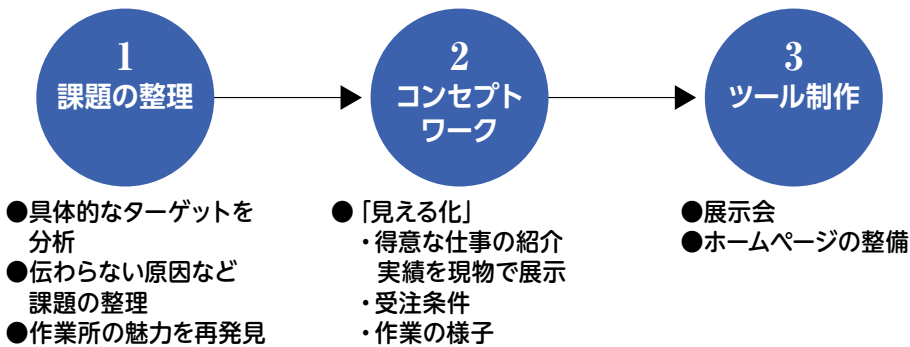 1
課題の整理
2
コンセプト
ワーク
3
ツール制作
●具体的なターゲットを
分析
●伝わらない原因など
課題の整理
●作業所の魅力を再発見
●「見える化」
・得意な仕事の紹介
実績を現物で展示
・受注条件
・作業の様子
●展示会
●ホームページの整備